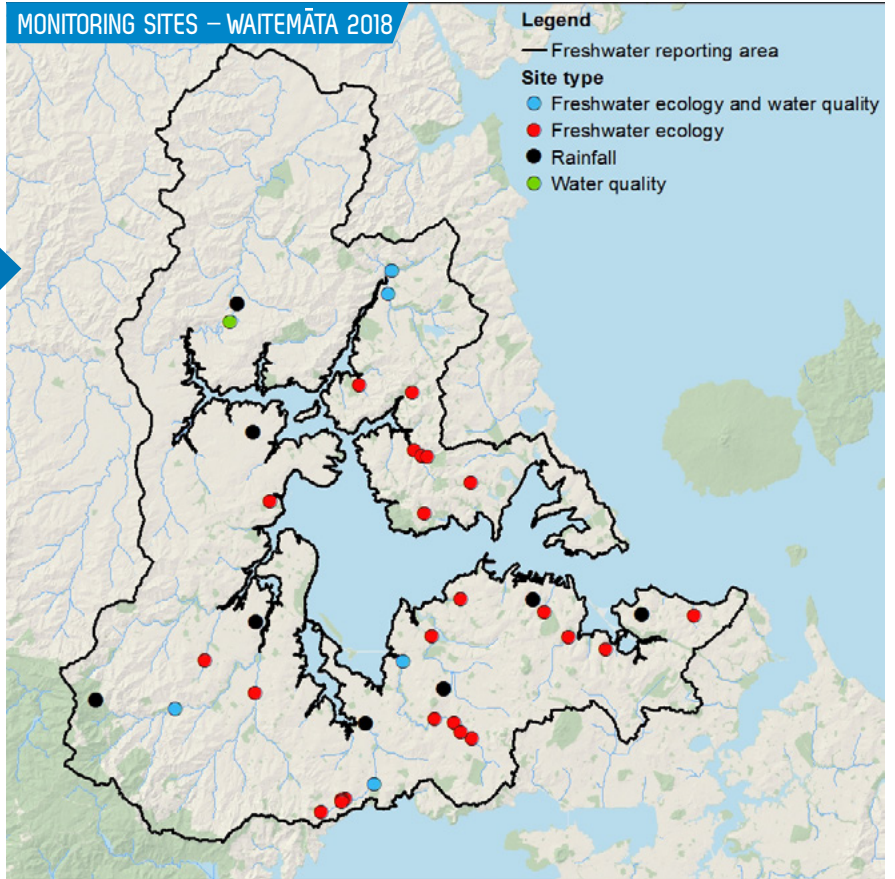 MONITORING SITES – WAITEMĀTA 2018
Legend
Freshwater reporting area
Site type
Freshwater ecology and water quality
Freshwater ecology
Rainfall
Water quality